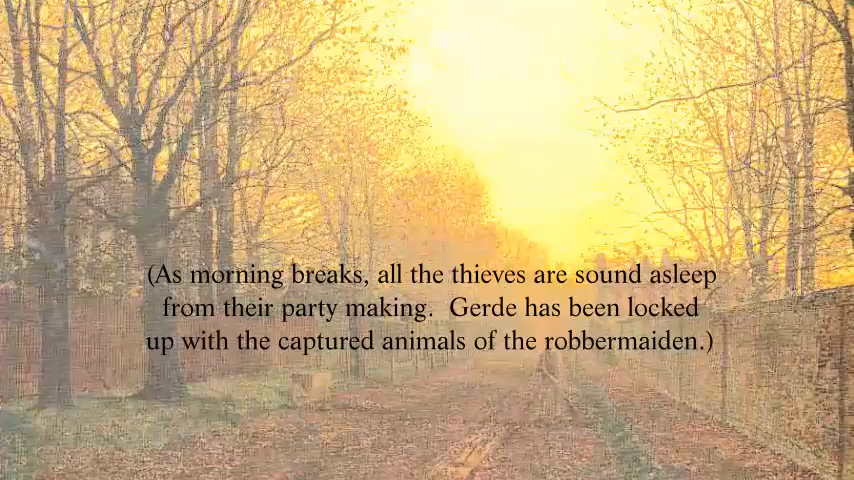 (As morning breaks, all the thieves are sound asleep
from their party making.  Gerde has been locked
up with the captured animals of the robbermaiden.)